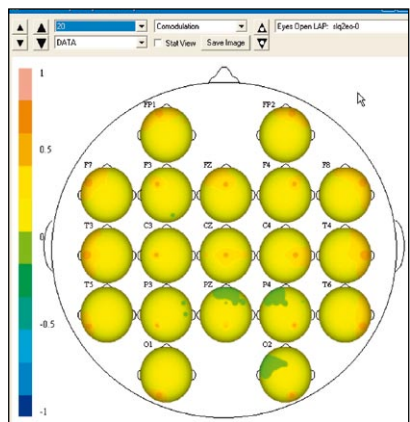 20 Comodulation Eyes Open LAP: slq2eo-0
DATA Stat View Save Image
1
FP1 FP2
0.5
F7 F3 FZ F4 F8
T3 C3 CZ C4 T4
0
T5 P3 PZ P4 T6
-0.5
O1 O2
-1